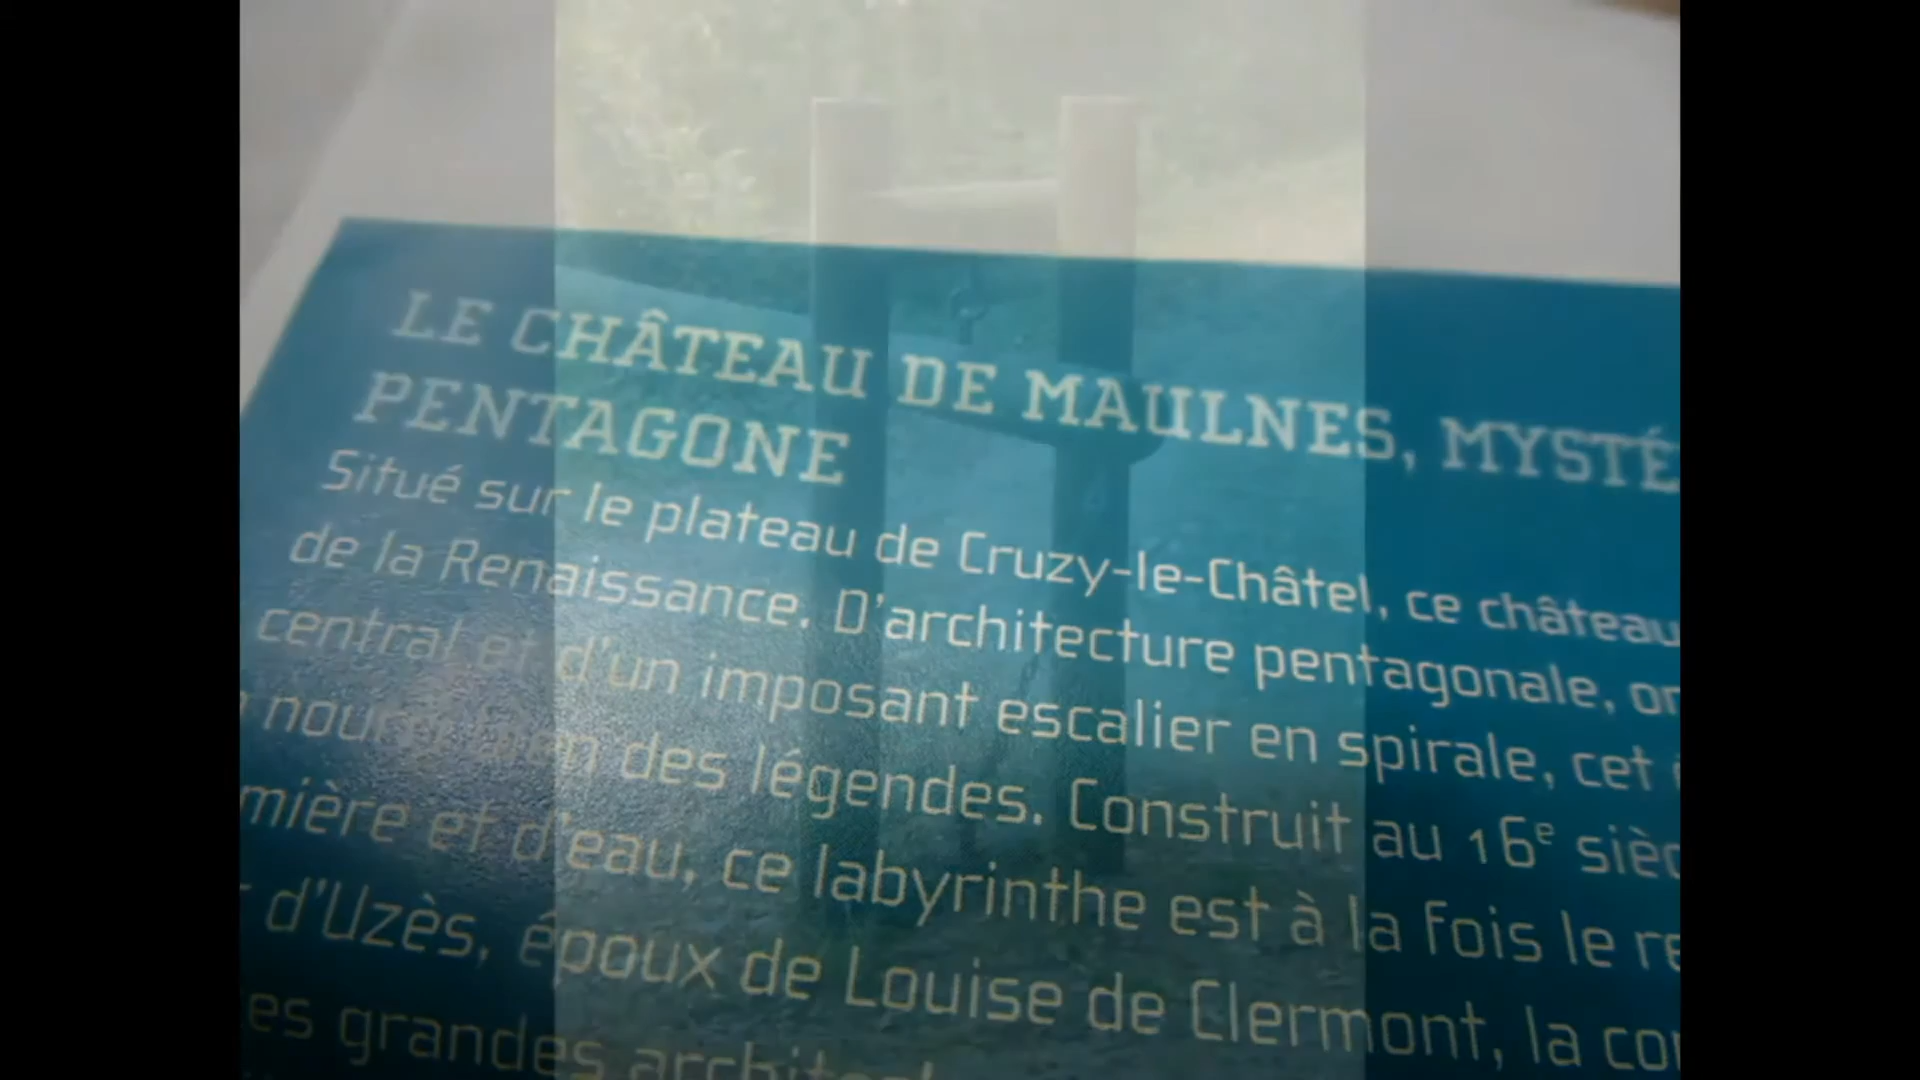 LE CHÂTEAU DE MAULNES, MYSTÉ
PENTAGONE
Situé sur le plateau de Cruzy-le-Châtel, ce château
de la Renaissance. D'architecture pentagonale, or
central et d'un imposant escalier en spirale, cet
des légendes. Construit au 16e sièc
mière et d'eau, ce labyrinthe est à la fois le re
d'Uzès, époux de Louise de Clermont, la co
es grandes